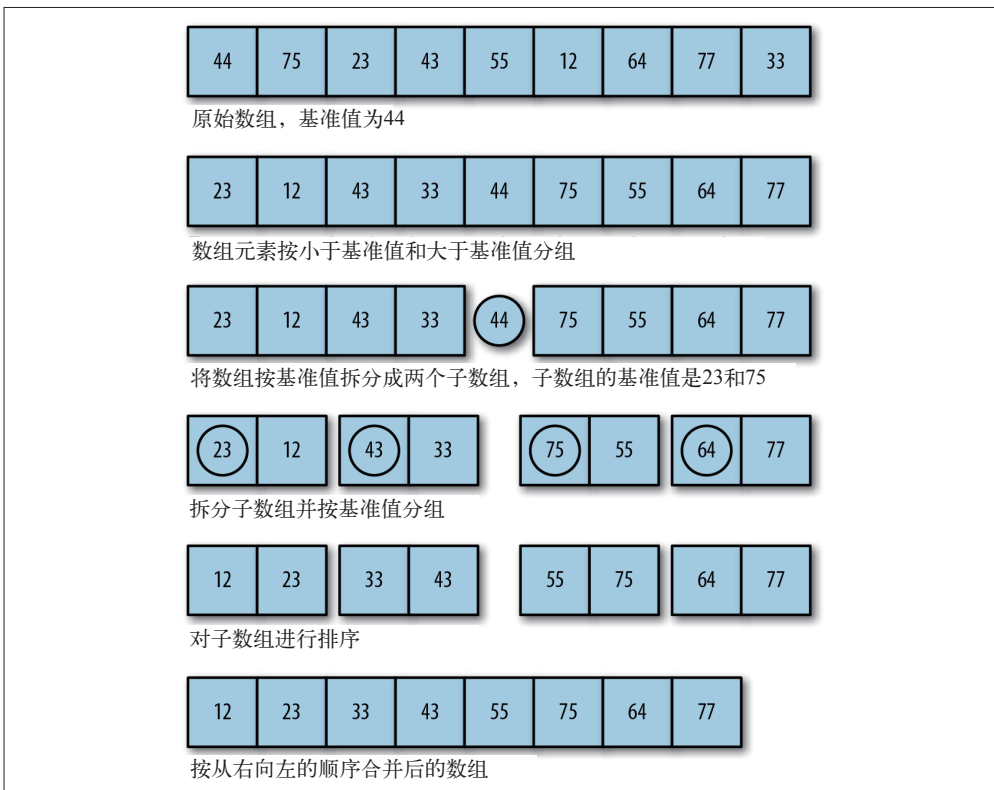 44 75 23 43 55 12 64 77 33
原始数组，基准值为44
23 12 43 33 44 75 55 64 77
数组元素按小于基准值和大于基准值分组
23 12 43 33 44 75 55 64 77
将数组按基准值拆分成两个子数组，子数组的基准值是23和75
23 12 43 33 75 55 64 77
拆分子数组并按基准值分组
12 23 33 43 55 75 64 77
对子数组进行排序
12 23 33 43 55 75 64 77
按从右向左的顺序合并后的数组